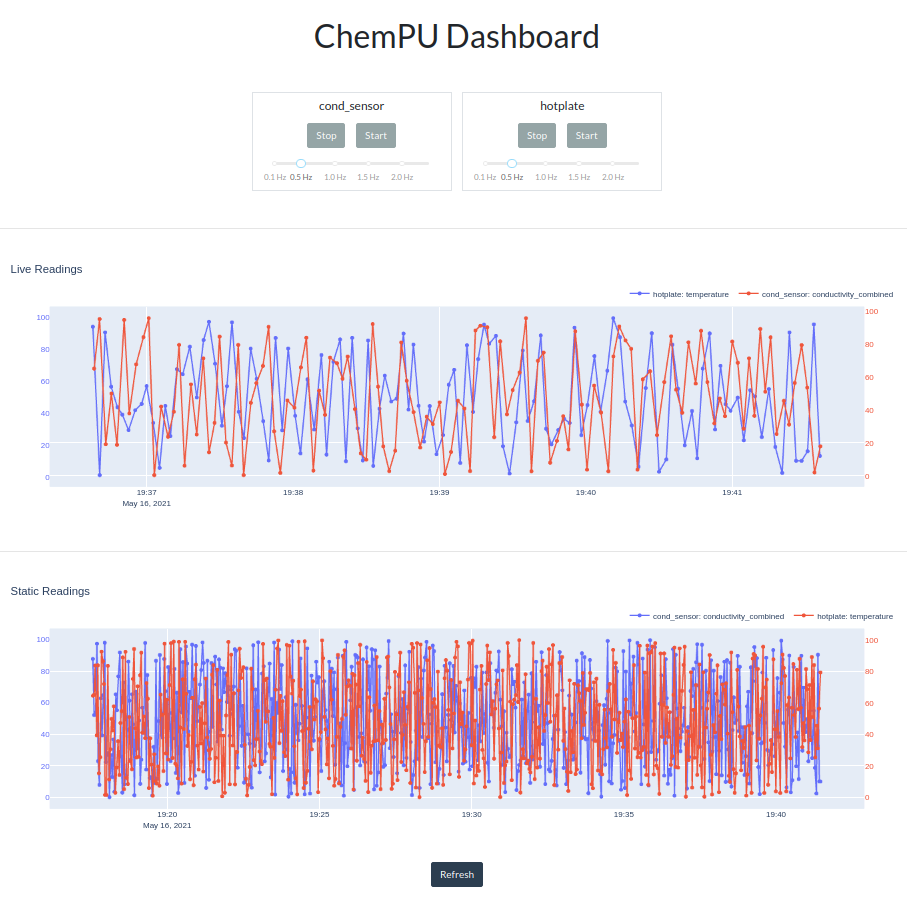 ChemPU Dashboard
cond_sensor
Stop Start
0.1 Hz 0.5 Hz 1.0 Hz 1.5 Hz 2.0 Hz
hotplate
Stop Start
0.1 Hz 0.5 Hz 1.0 Hz 1.5 Hz 2.0 Hz
Live Readings
hotplate: temperature cond_sensor: conductivity_combined
100
80
60
40
20
0
100
80
60
40
20
0
19:37 19:38 19:39 19:40 19:41
May 16, 2021
Static Readings
cond_sensor: conductivity_combined hotplate: temperature
100
80
60
40
20
0
100
80
60
40
20
0
19:20 19:25 19:30 19:35 19:40
May 16, 2021
Refresh